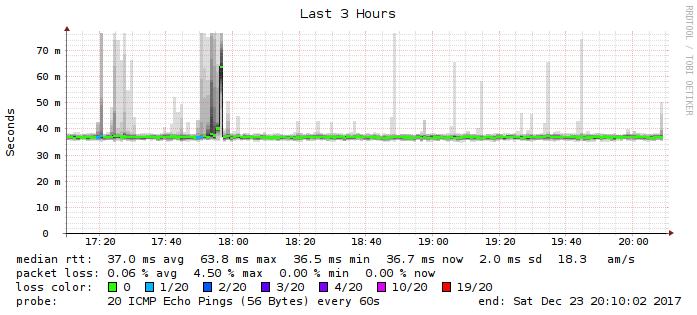 Last 3 Hours
RRDTOOL / TOBI OETIKER
Seconds
70 m
60 m
50 m
40 m
30 m
20 m
10 m
0
17:20 17:40 18:00 18:20 18:40 19:00 19:20 19:40 20:00
median rtt: 37.0 ms avg 63.8 ms max 36.5 ms min 36.7 ms now 2.0 ms sd 18.3 am/s
packet loss: 0.06 % avg 4.50 % max 0.00 % min 0.00 % now
loss color: 0 1/20 2/20 3/20 4/20 10/20 19/20
probe: 20 ICMP Echo Pings (56 Bytes) every 60s end: Sat Dec 23 20:10:02 2017